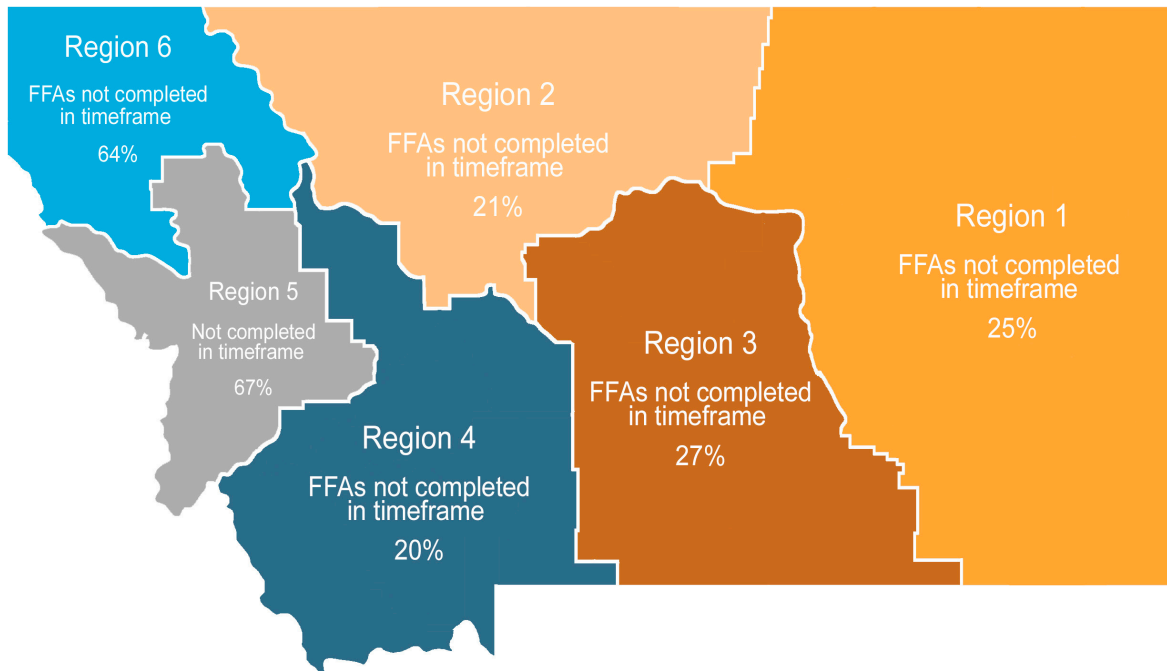 Region 6
FFAs not completed
in timeframe
64%
Region 2
FFAs not completed
in timeframe
21%
Region 1
FFAs not completed
in timeframe
25%
Region 5
Not completed
in timeframe
67%
Region 3
FFAs not completed
in timeframe
27%
Region 4
FFAs not completed
in timeframe
20%